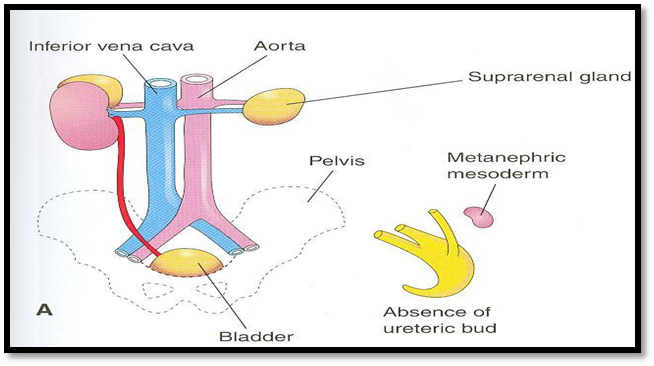 Inferior vena cava
Aorta
Suprarenal gland
Pelvis
Metanephric
mesoderm
A
Absence of
ureteric bud
Bladder